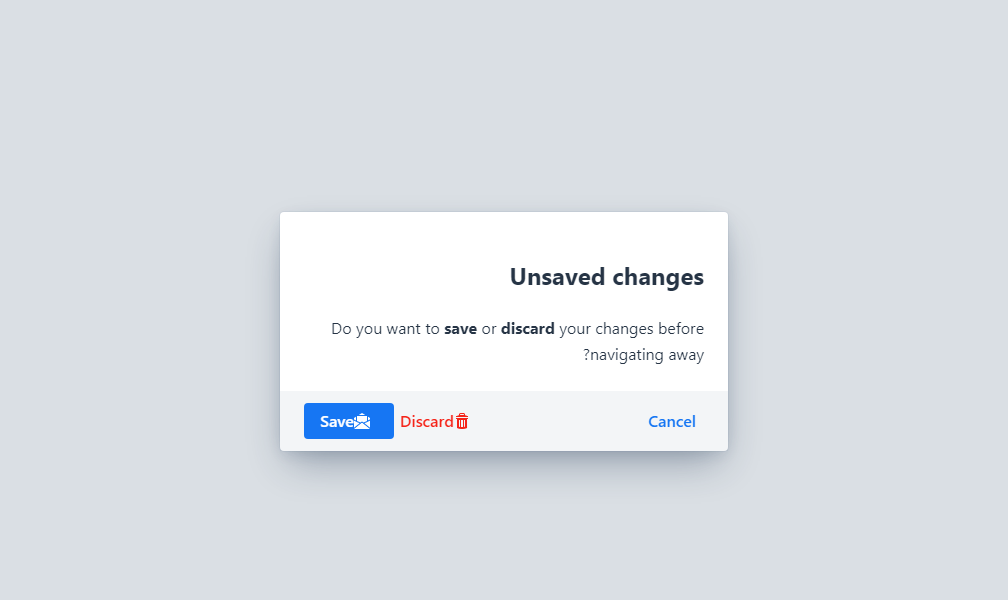 Unsaved changes
Do you want to save or discard your changes before
?navigating away
Save
Discard
Cancel